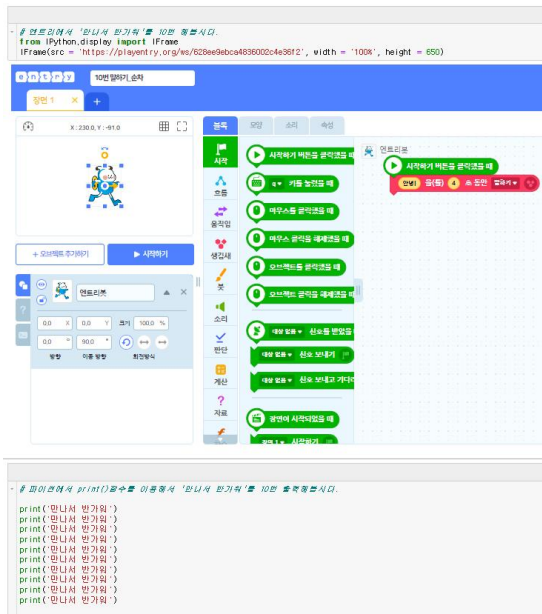 # 엔트리에서 '만나서 반가워'를 10번 해봅시다.
from IPython.display import IFrame
IFrame(src = 'https://playentry.org/ws/628ee9ebca4836002c4e36f2', width = '100%', height = 650)
entry
10번 말하기_순차
장면 1 × +
X : 230.0, Y : -91.0
+ 오브젝트 추가하기
▶ 시작하기
엔트리봇
0.0 X 0.0 Y 크기 100.0 %
0.0 ° 90.0 °
방향 이동 방향 회전방식
블록 모양 소리 속성
시작
흐름
움직임
생김새
붓
소리
판단
계산
자료
시작하기 버튼을 클릭했을 때
q 키를 눌렀을 때
마우스를 클릭했을 때
마우스 클릭을 해제했을 때
오브젝트를 클릭했을 때
오브젝트 클릭을 해제했을 때
대상 없음 신호를 받았을
대상 없음 신호 보내기
대상 없음 신호 보내고 기다리
장면이 시작되었을 때
장면 1 시작하기
엔트리봇
시작하기 버튼을 클릭했을 때
안녕! 을(를) 4 초 동안 말하기
# 파이썬에서 print()함수를 이용해서 '만나서 반가워'를 10번 출력해봅시다.
print('만나서 반가워')
print('만나서 반가워')
print('만나서 반가워')
print('만나서 반가워')
print('만나서 반가워')
print('만나서 반가워')
print('만나서 반가워')
print('만나서 반가워')
print('만나서 반가워')
print('만나서 반가워')